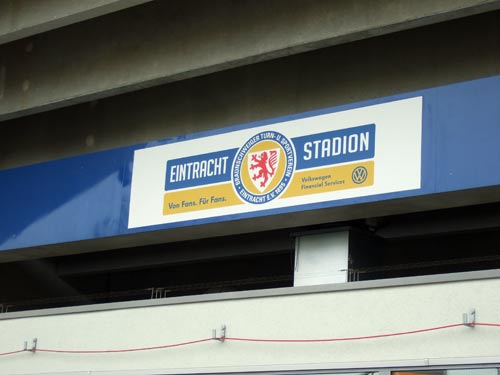 EINTRACHT STADION
BRAUNSCHWEIGER TURN- U. SPORTVEREIN
EINTRACHT E.V. 1895
Von Fans. Für Fans.
Volkswagen
Financial Services